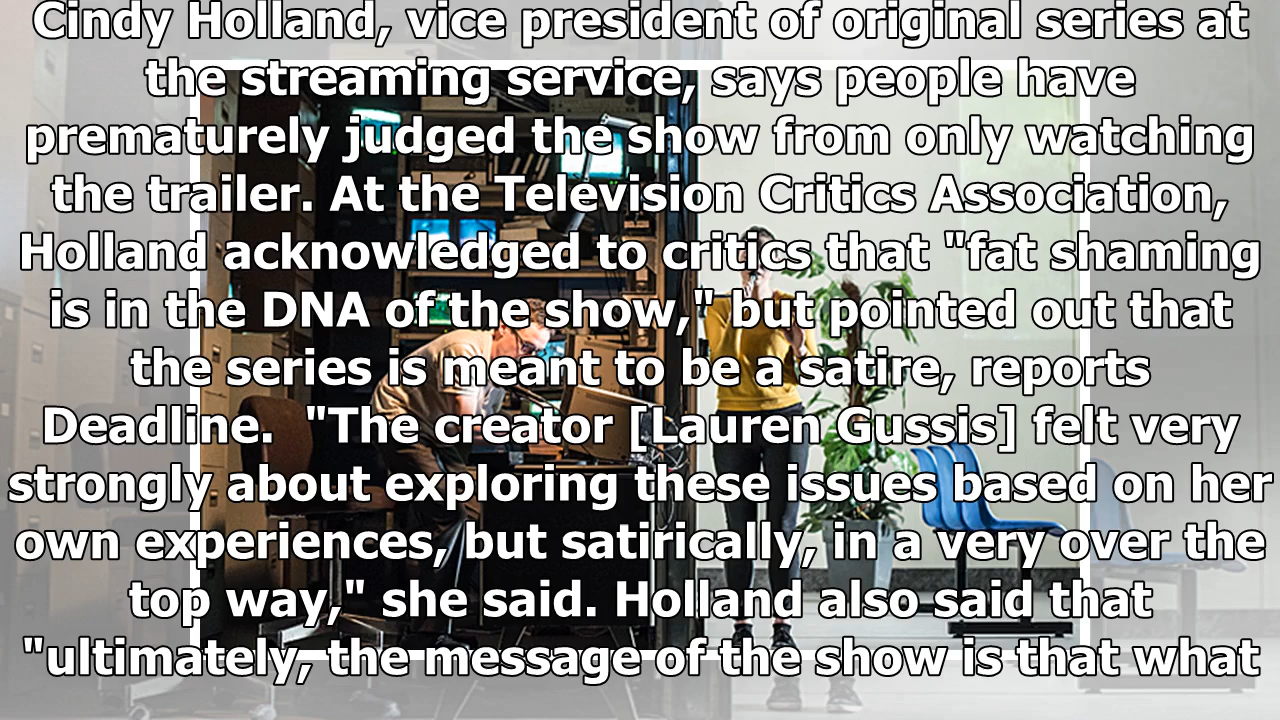 Cindy Holland, vice president of original series at
the streaming service, says people have
prematurely judged the show from only watching
the trailer. At the Television Critics Association,
Holland acknowledged to critics that "fat shaming
is in the DNA of the show," but pointed out that
the series is meant to be a satire, reports
Deadline.  "The creator [Lauren Gussis] felt very
strongly about exploring these issues based on her
own experiences, but satirically, in a very over the
top way," she said. Holland also said that
"ultimately, the message of the show is that what